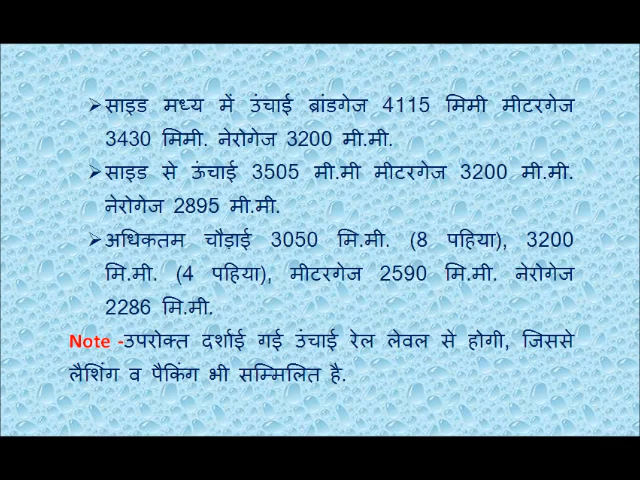 ➢साइड मध्य में उंचाई ब्रांडगेज 4115 मिमी मीटरगेज
3430 मिमी. नेरोगेज 3200 मी.मी.
➢साइड से ऊंचाई 3505 मी.मी मीटरगेज 3200 मी.मी.
नेरोगेज 2895 मी.मी.
➢अधिकतम चौड़ाई 3050 मि.मी. (8 पहिया), 3200
मि.मी. (4 पहिया), मीटरगेज 2590 मि.मी. नेरोगेज
2286 मि.मी.
Note -उपरोक्त दर्शाई गई उंचाई रेल लेवल से होगी, जिससे
लैशिंग व पैकिंग भी सम्मिलित है.